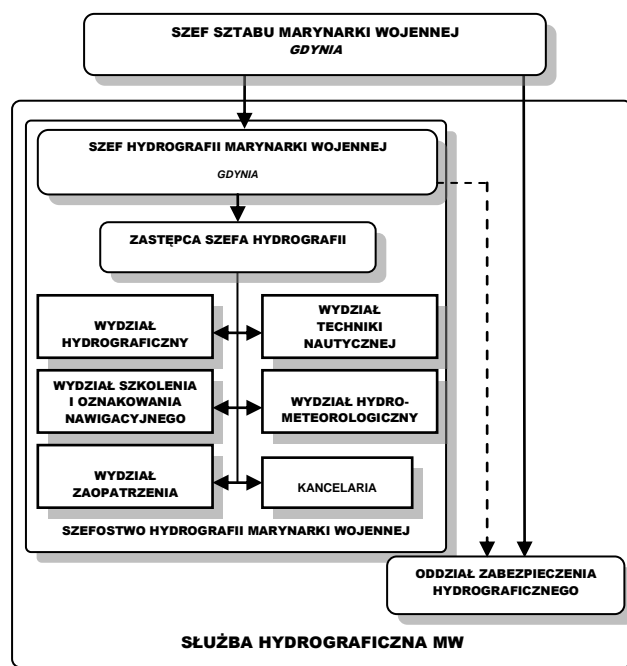 SZEF SZTABU MARYNARKI WOJENNEJ
GDYNIA
SZEF HYDROGRAFII MARYNARKI WOJENNEJ
GDYNIA
ZASTĘPCA SZEFA HYDROGRAFII
WYDZIAŁ
HYDROGRAFICZNY
WYDZIAŁ
TECHNIKI
NAUTYCZNEJ
WYDZIAŁ SZKOLENIA
I OZNAKOWANIA
NAWIGACYJNEGO
WYDZIAŁ HYDRO-
METEOROLOGICZNY
WYDZIAŁ
ZAOPATRZENIA
KANCELARIA
SZEFOSTWO HYDROGRAFII MARYNARKI WOJENNEJ
ODDZIAŁ ZABEZPIECZENIA
HYDROGRAFICZNEGO
SŁUŻBA HYDROGRAFICZNA MW